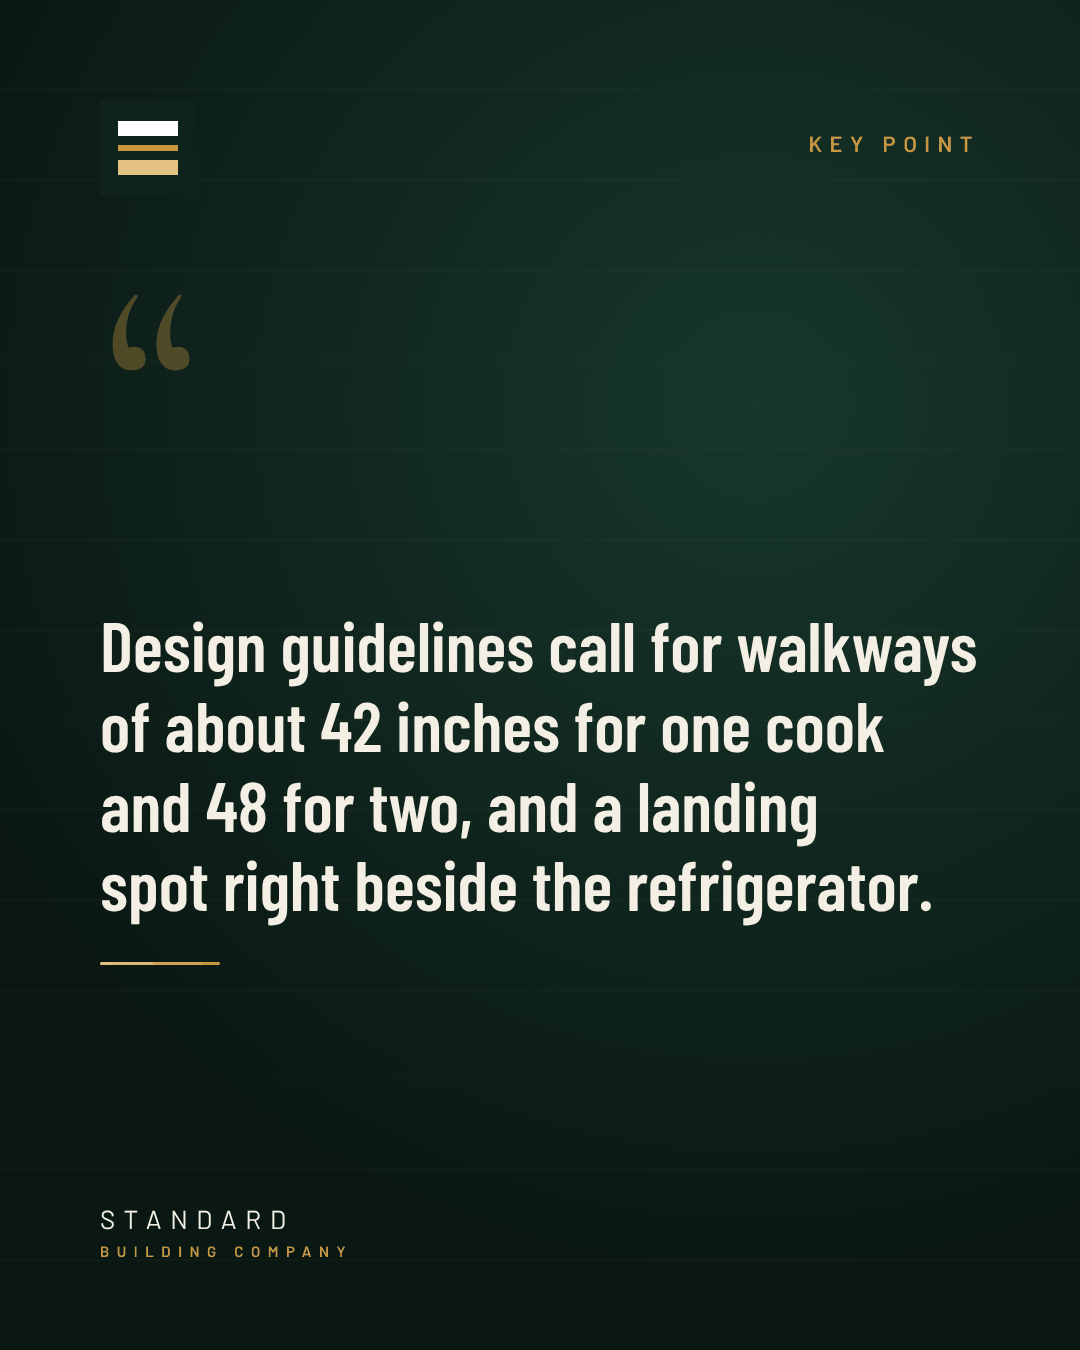 KEY POINT
“
Design guidelines call for walkways
of about 42 inches for one cook
and 48 for two, and a landing
spot right beside the refrigerator.
STANDARD
BUILDING COMPANY